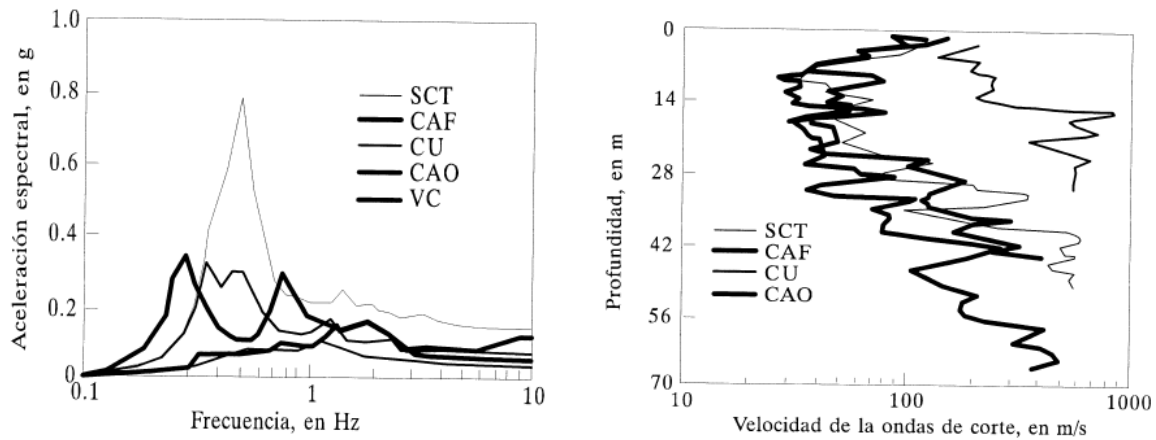 Aceleración espectral, en g
1.0
0.8
0.6
0.4
0.2
0
SCT
CAF
CU
CAO
VC
0.1
1
10
Frecuencia, en Hz
Profundidad, en m
0
14
28
42
56
70
SCT
CAF
CU
CAO
10
100
1000
Velocidad de la ondas de corte, en m/s